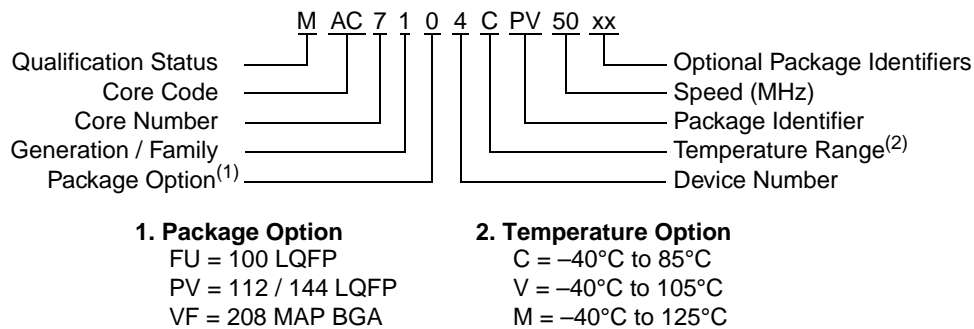 M AC 7 1 0 4 C PV 50 xx
Qualification Status
Core Code
Core Number
Generation / Family
Package Option(1)
Optional Package Identifiers
Speed (MHz)
Package Identifier
Temperature Range(2)
Device Number
1. Package Option
FU = 100 LQFP
PV = 112 / 144 LQFP
VF = 208 MAP BGA
2. Temperature Option
C = –40°C to 85°C
V = –40°C to 105°C
M = –40°C to 125°C